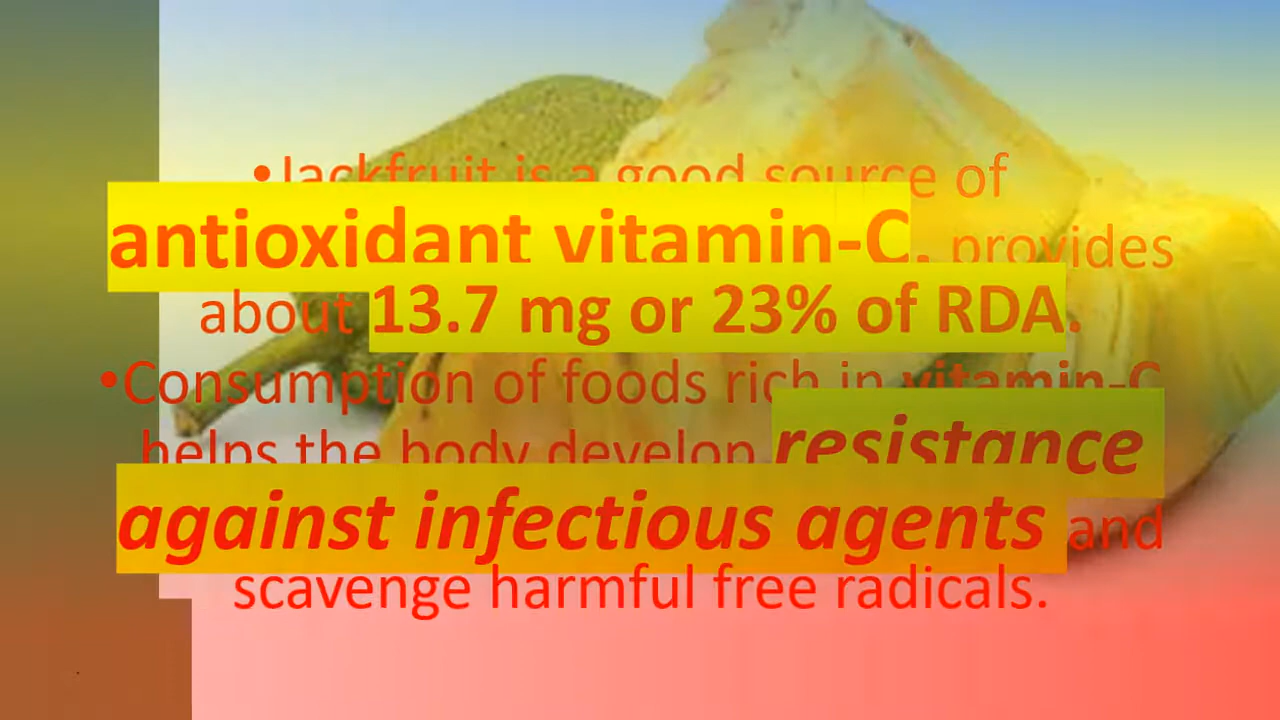 •Jackfruit is a good source of
antioxidant vitamin-C, provides
about 13.7 mg or 23% of RDA.
•Consumption of foods rich in vitamin-C
helps the body develop resistance
against infectious agents and
scavenge harmful free radicals.